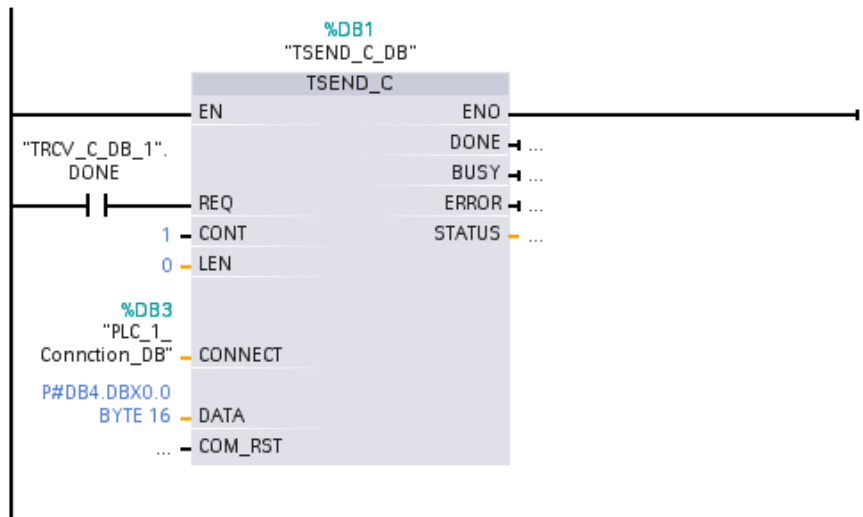 %DB1
"TSEND_C_DB"
TSEND_C
EN ENO
"TRCV_C_DB_1".
DONE
DONE ...
BUSY ...
REQ ERROR ...
1 CONT STATUS ...
0 LEN
%DB3
"PLC_1_
Connction_DB" CONNECT
P#DB4.DBX0.0
BYTE 16 DATA
... COM_RST